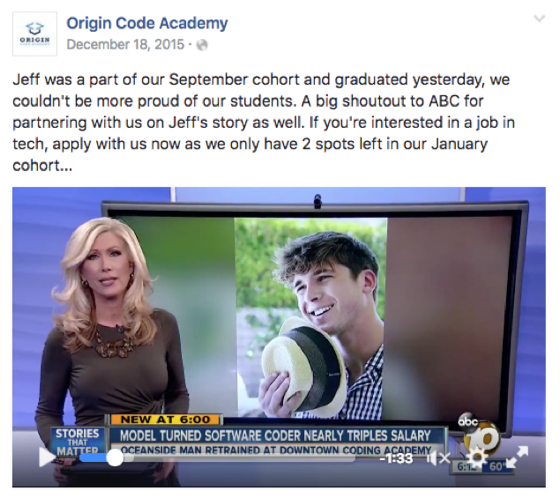 Origin Code Academy
December 18, 2015
ORIGIN
Jeff was a part of our September cohort and graduated yesterday, we
couldn't be more proud of our students. A big shoutout to ABC for
partnering with us on Jeff's story as well. If you're interested in a job in
tech, apply with us now as we only have 2 spots left in our January
cohort...
NEW AT 6:00
STORIES
THAT
MATTER
MODEL TURNED SOFTWARE CODER NEARLY TRIPLES SALARY
OCEANSIDE MAN RETRAINED AT DOWNTOWN CODING ACADEMY
abc
10
-1:33
60°